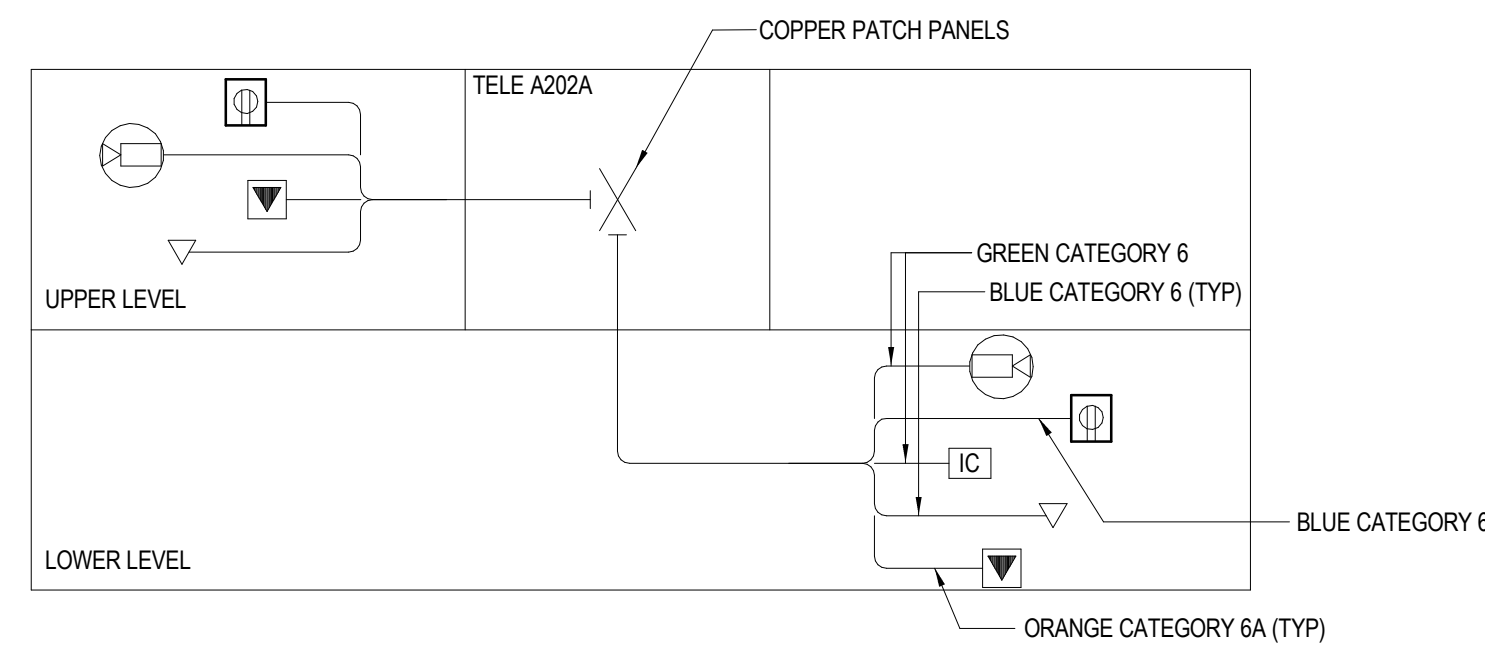 COPPER PATCH PANELS
TELE A202A
UPPER LEVEL
GREEN CATEGORY 6
BLUE CATEGORY 6 (TYP)
IC
BLUE CATEGORY 6
LOWER LEVEL
ORANGE CATEGORY 6A (TYP)